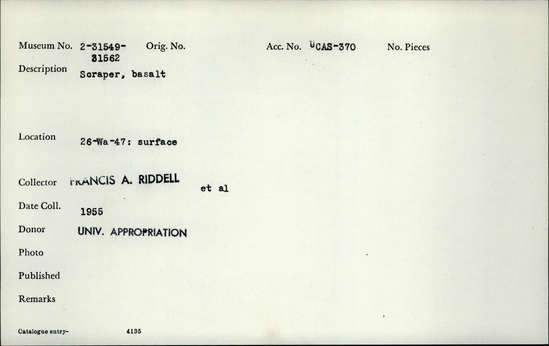 Museum No. 2-31549- Orig. No. Acc. No. UCAS-370 No. Pieces
31562
Description Scraper, basalt
Location 26-Wa-47: surface
Collector FRANCIS A. RIDDELL et al
Date Coll. 1955
Donor UNIV. APPROPRIATION
Photo
Published
Remarks
Catalogue entry- 4135